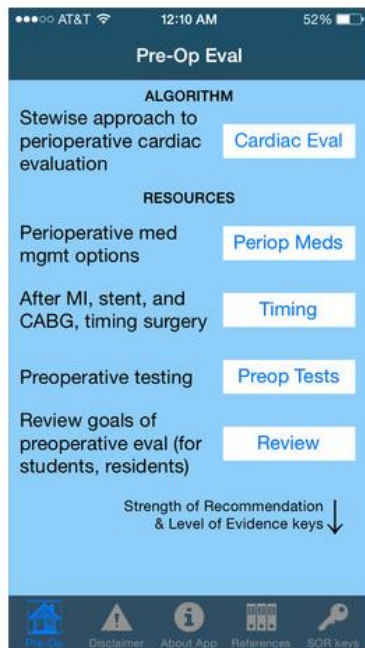 ●●●○○ AT&T 12:10 AM 52%
Pre-Op Eval
ALGORITHM
Stewise approach to
perioperative cardiac
evaluation
Cardiac Eval
RESOURCES
Perioperative med
mgmt options
Periop Meds
After MI, stent, and
CABG, timing surgery
Timing
Preoperative testing
Preop Tests
Review goals of
preoperative eval (for
students, residents)
Review
Strength of Recommendation
& Level of Evidence keys
Pre-Op Disclaimer About App References SOR keys